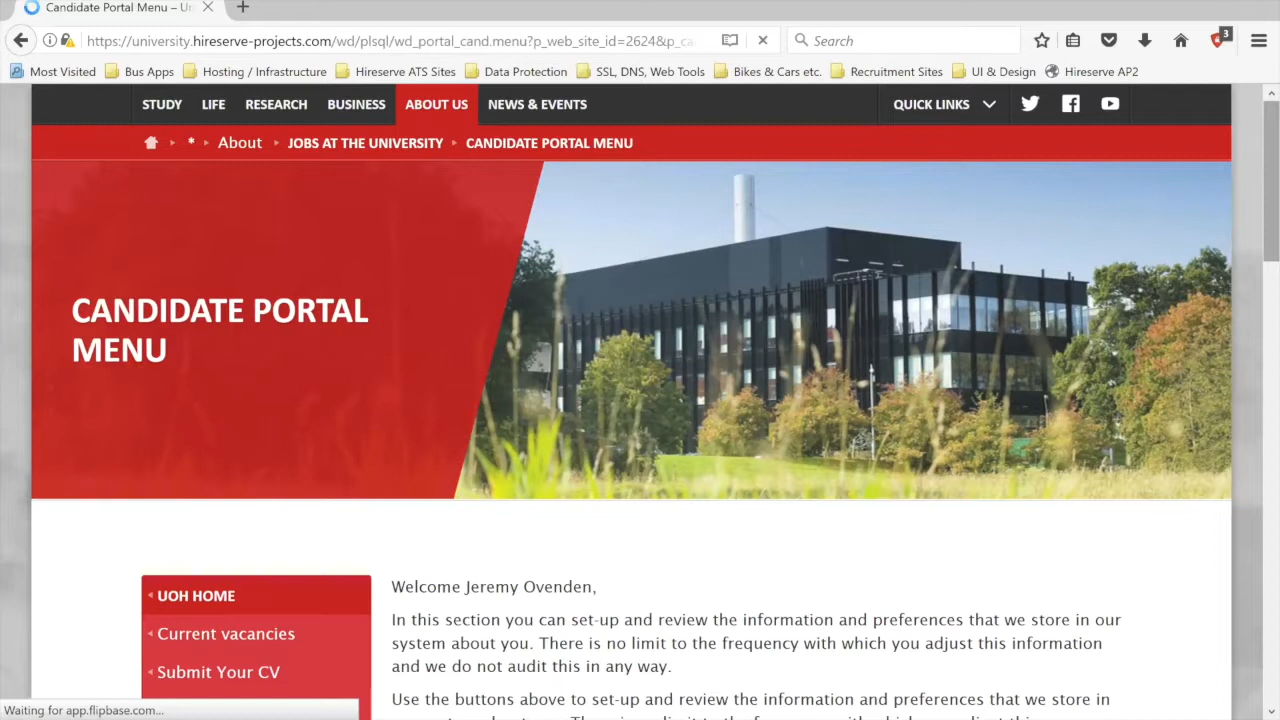 Candidate Portal Menu – Un
https://university.hireserve-projects.com/wd/plsql/wd_portal_cand.menu?p_web_site_id=2624&p_ca
Search
3
Most Visited Bus Apps Hosting / Infrastructure Hireserve ATS Sites Data Protection SSL, DNS, Web Tools Bikes & Cars etc. Recruitment Sites UI & Design Hireserve AP2
STUDY LIFE RESEARCH BUSINESS ABOUT US NEWS & EVENTS QUICK LINKS
* About JOBS AT THE UNIVERSITY CANDIDATE PORTAL MENU
CANDIDATE PORTAL
MENU
UOH HOME
Current vacancies
Submit Your CV
Welcome Jeremy Ovenden,
In this section you can set-up and review the information and preferences that we store in our
system about you. There is no limit to the frequency with which you adjust this information
and we do not audit this in any way.
Use the buttons above to set-up and review the information and preferences that we store in
Waiting for app.flipbase.com...